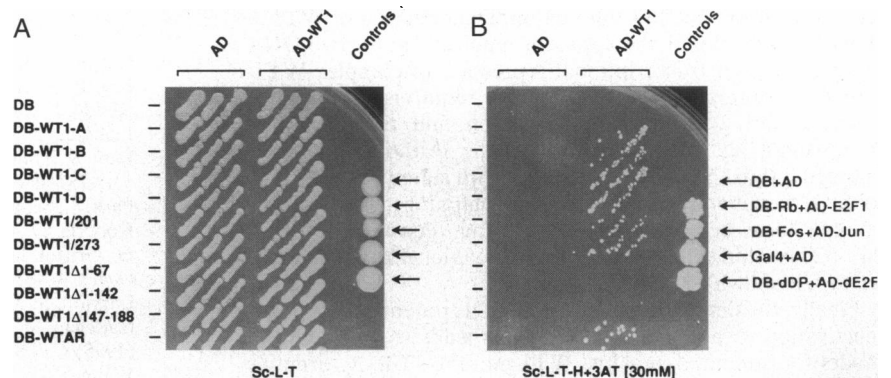 A
AD
AD-WT1
Controls
B
AD
AD-WT1
Controls
DB
DB-WT1-A
DB-WT1-B
DB-WT1-C
DB-WT1-D
DB-WT1/201
DB-WT1/273
DB-WT1Δ1-67
DB-WT1Δ1-142
DB-WT1Δ147-188
DB-WTAR
DB+AD
DB-Rb+AD-E2F1
DB-Fos+AD-Jun
Gal4+AD
DB-dDP+AD-dE2F
Sc-L-T
Sc-L-T-H+3AT [30mM]